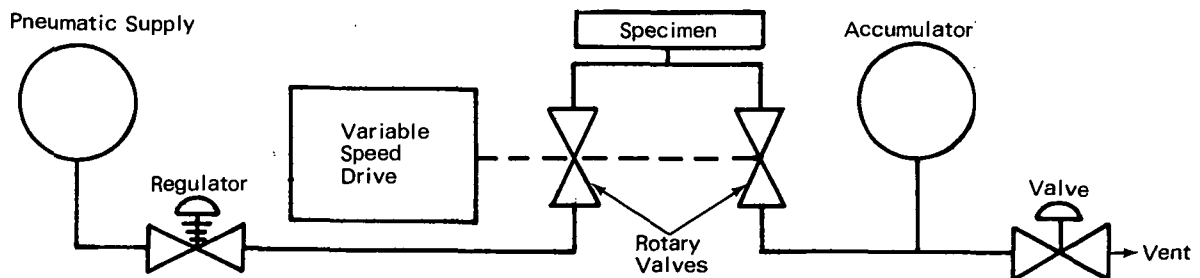 Pneumatic Supply
Specimen
Accumulator
Variable
Speed
Drive
Regulator
Valve
Rotary
Valves
Vent